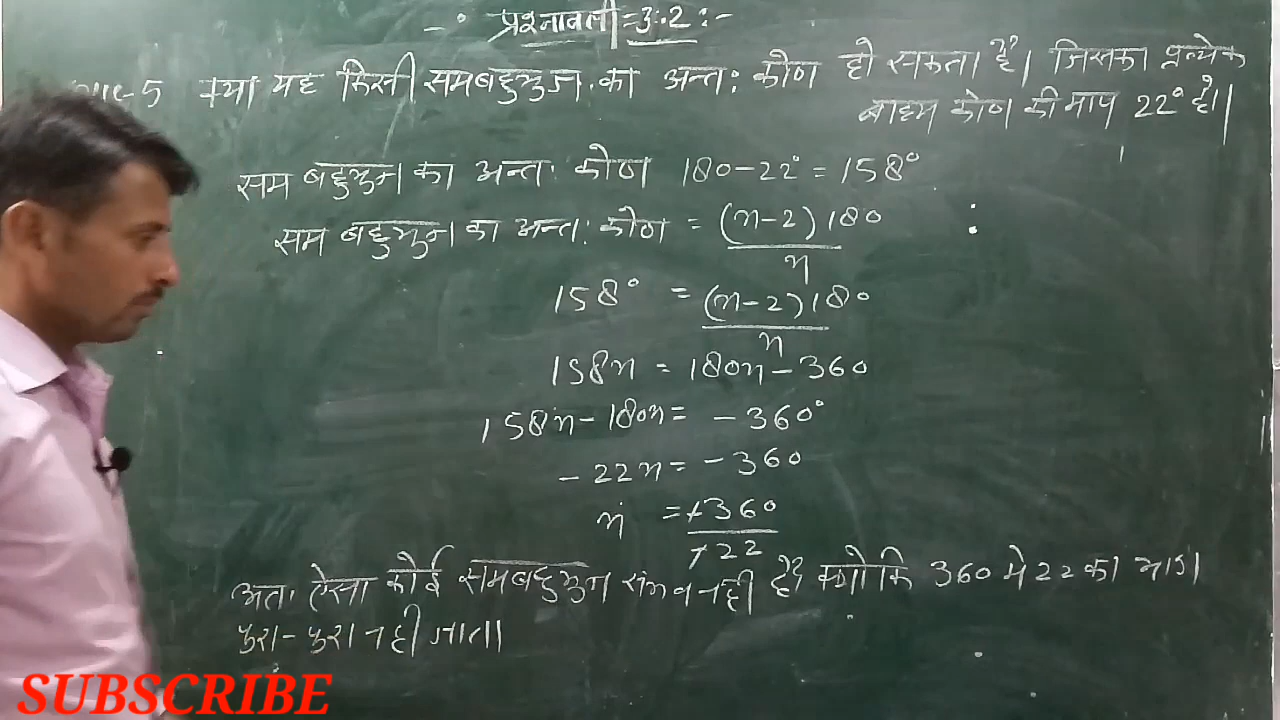 प्रश्नावली = 3.2 :-
5 क्या यह किसी समबहुभुज का अन्तः कोण हो सकता है। जिसका प्रत्येक
बाह्य कोण की माप 22° है।
सम बहुभुज का अन्तः कोण 180-22° = 158°
सम बहुभुज का अन्तः कोण = (n-2)180
n
158° = (n-2)180
n
158n = 180n - 360
158n - 180n = - 360°
- 22n = - 360
n = -360
-22
अतः ऐसा कोई समबहुभुज संभव नही है क्योकि 360 मे 22 का भाग
पुरा-पुरा नही जाता।
SUBSCRIBE